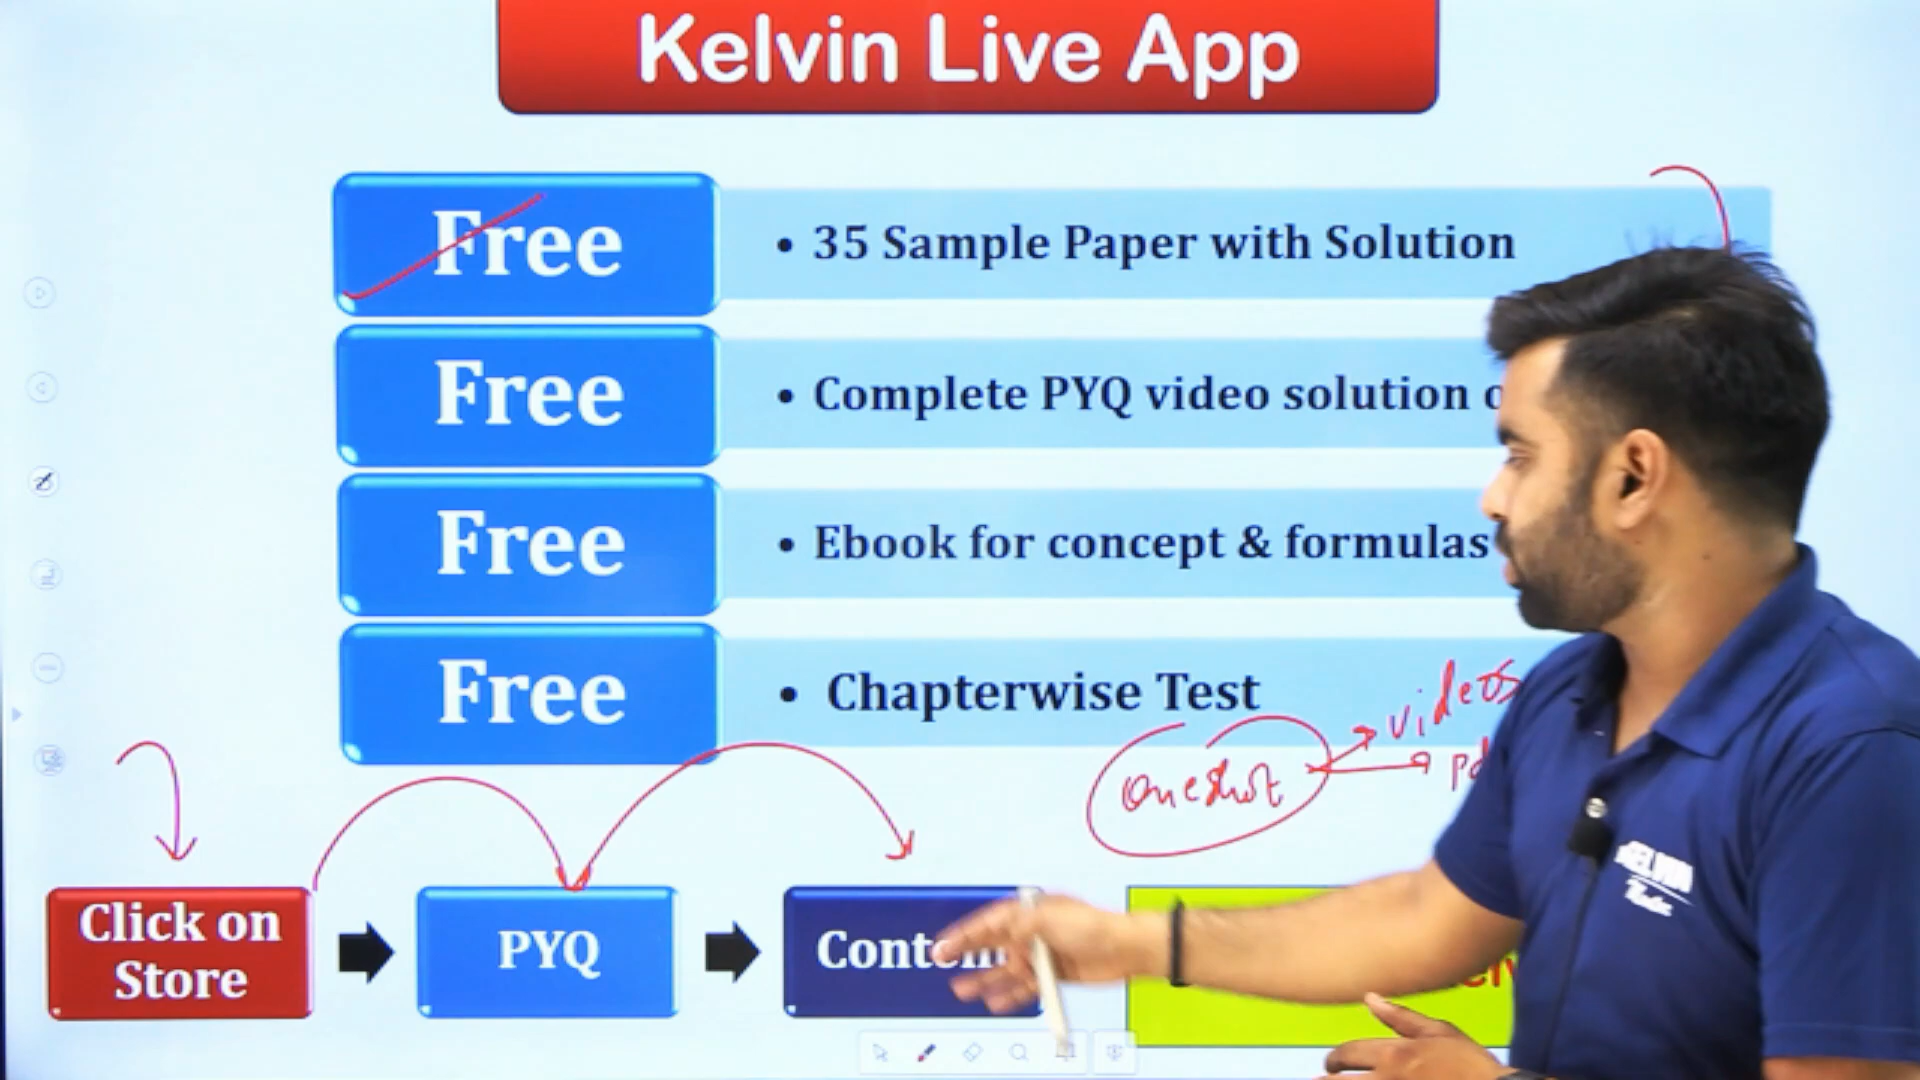 Kelvin Live App
Free
• 35 Sample Paper with Solution
Free
• Complete PYQ video solution
Free
• Ebook for concept & formulas
Free
• Chapterwise Test
videos
oneshot
Click on
Store
PYQ
KELVIN